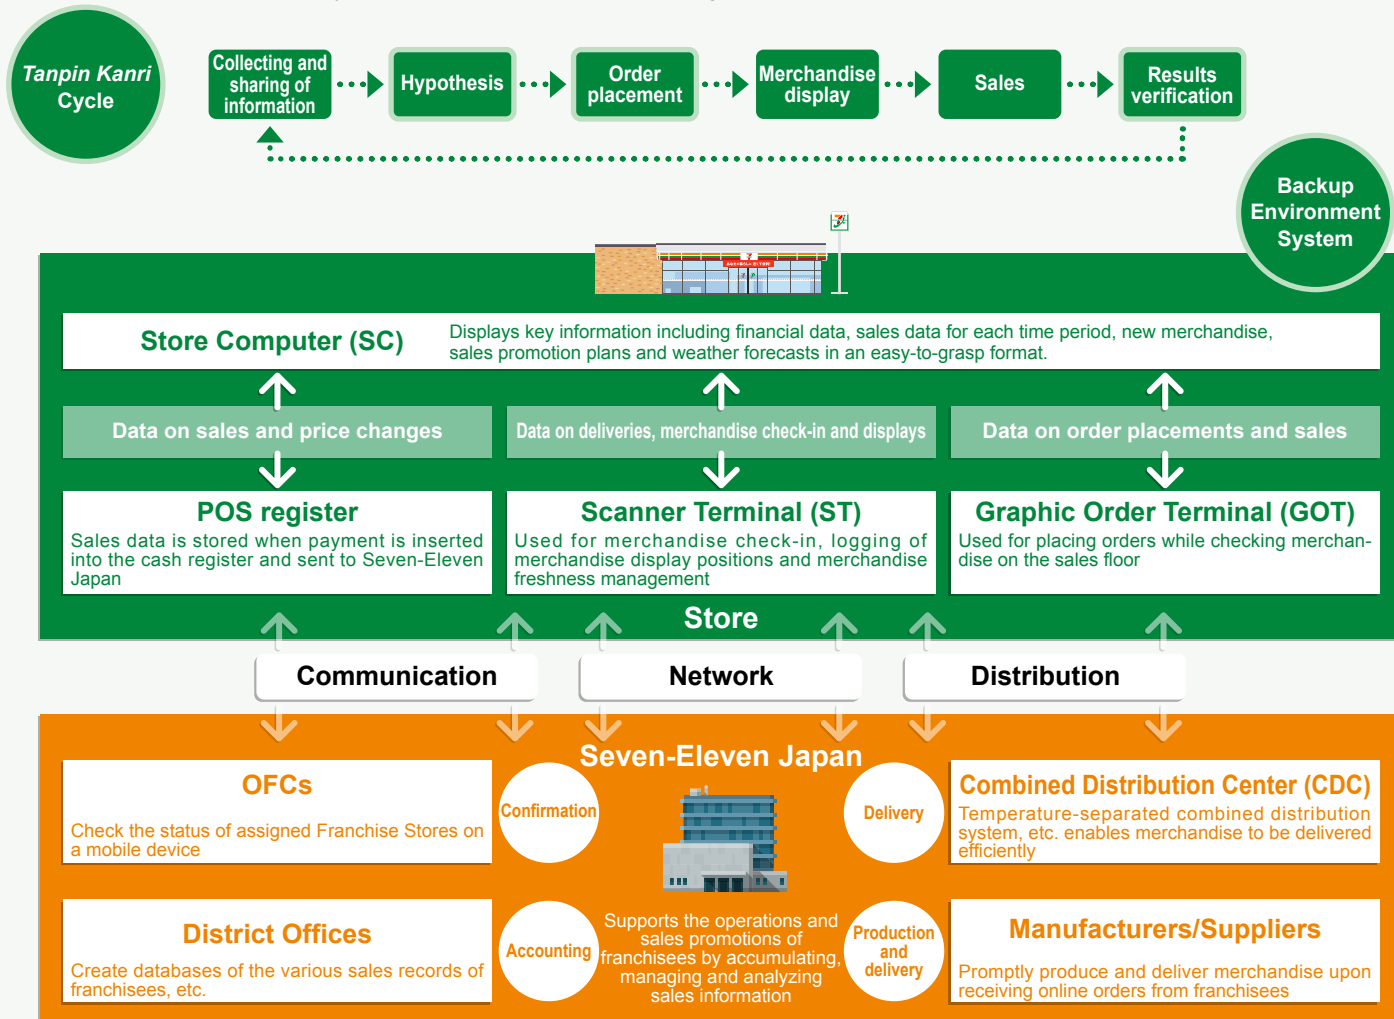 Tanpin Kanri
Cycle
Collecting and
sharing of
information
Hypothesis
Order
placement
Merchandise
display
Sales
Results
verification
Backup
Environment
System
Store Computer (SC)
Displays key information including financial data, sales data for each time period, new merchandise,
sales promotion plans and weather forecasts in an easy-to-grasp format.
Data on sales and price changes
Data on deliveries, merchandise check-in and displays
Data on order placements and sales
POS register
Sales data is stored when payment is inserted
into the cash register and sent to Seven-Eleven
Japan
Scanner Terminal (ST)
Used for merchandise check-in, logging of
merchandise display positions and merchandise
freshness management
Graphic Order Terminal (GOT)
Used for placing orders while checking merchan-
dise on the sales floor
Store
Communication
Network
Distribution
Seven-Eleven Japan
OFCs
Check the status of assigned Franchise Stores on
a mobile device
Confirmation
Delivery
Combined Distribution Center (CDC)
Temperature-separated combined distribution
system, etc. enables merchandise to be delivered
efficiently
District Offices
Create databases of the various sales records of
franchisees, etc.
Accounting
Supports the operations and
sales promotions of
franchisees by accumulating,
managing and analyzing
sales information
Production
and
delivery
Manufacturers/Suppliers
Promptly produce and deliver merchandise upon
receiving online orders from franchisees